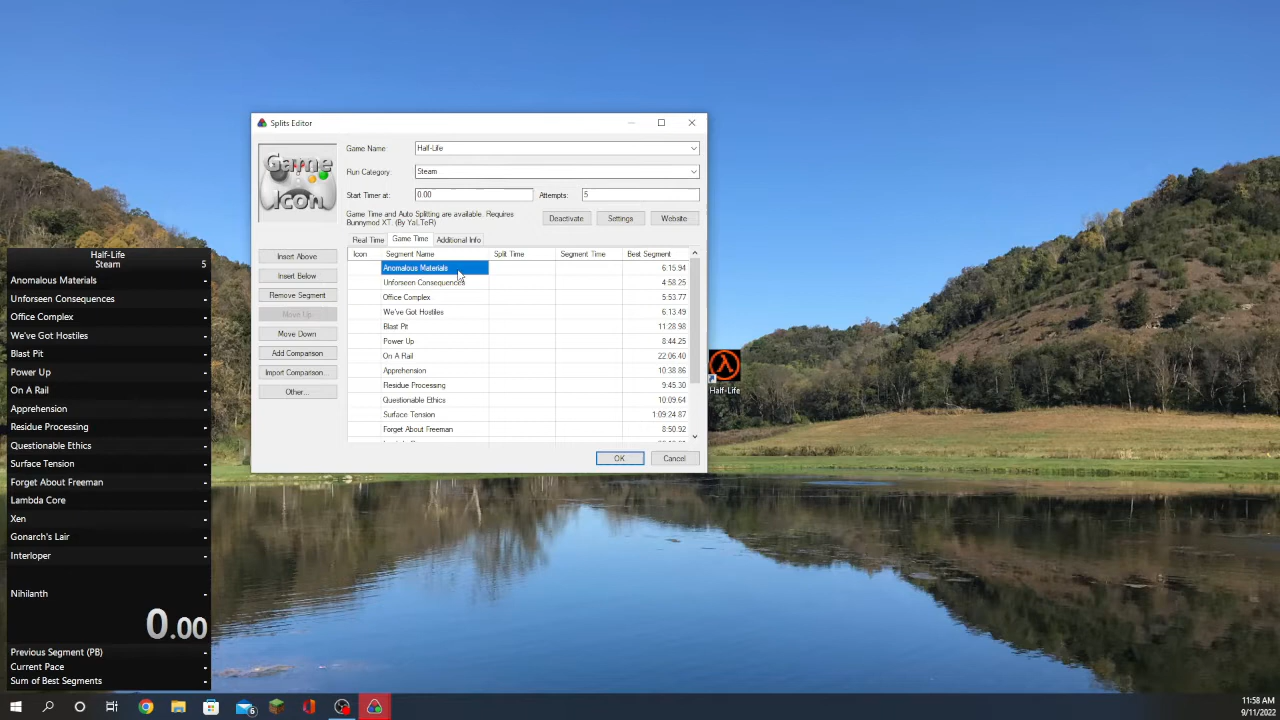 Splits Editor
Game Icon
Game Name:
Half-Life
Run Category:
Steam
Start Timer at:
0.00
Attempts:
5
Game Time and Auto Splitting are available. Requires
Bunnymod XT. (By YaLTeR)
Deactivate
Settings
Website
Real Time
Game Time
Additional Info
Insert Above
Insert Below
Remove Segment
Move Up
Move Down
Add Comparison
Import Comparison...
Other...
Icon Segment Name Split Time Segment Time Best Segment
Anomalous Materials 6:15.94
Unforseen Consequences 4:58.25
Office Complex 5:53.77
We've Got Hostiles 6:13.49
Blast Pit 11:28.98
Power Up 8:44.25
On A Rail 22:06.40
Apprehension 10:38.86
Residue Processing 9:45.30
Questionable Ethics 10:09.64
Surface Tension 1:09:24.87
Forget About Freeman 8:50.92
OK
Cancel
Half-Life
Half-Life
Steam 5
Anomalous Materials -
Unforseen Consequences -
Office Complex -
We've Got Hostiles -
Blast Pit -
Power Up -
On A Rail -
Apprehension -
Residue Processing -
Questionable Ethics -
Surface Tension -
Forget About Freeman -
Lambda Core -
Xen -
Gonarch's Lair -
Interloper -
Nihilanth -
0.00
Previous Segment (PB) -
Current Pace -
Sum of Best Segments -
6
11:58 AM
9/11/2022